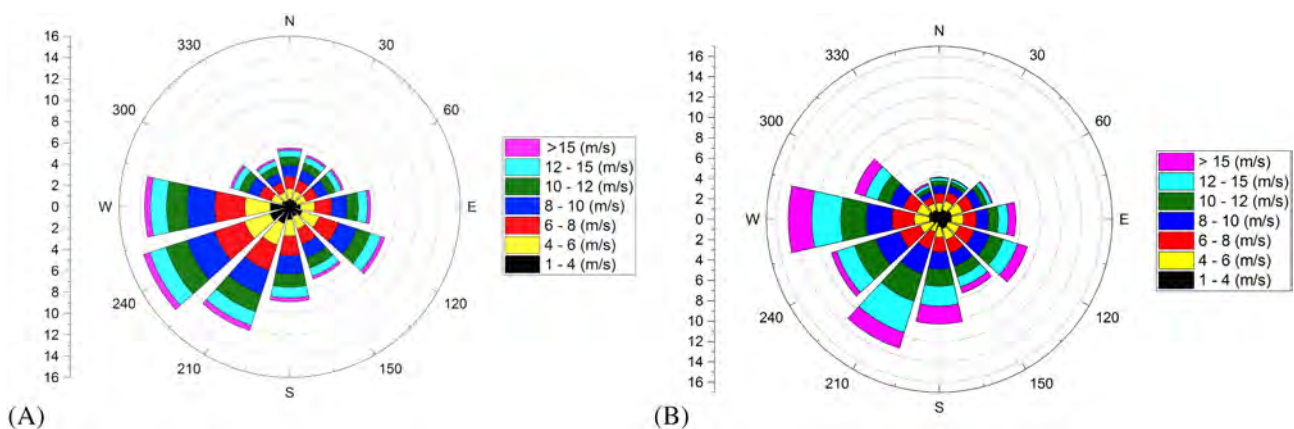 16
14
12
10
8
6
4
2
0
2
4
6
8
10
12
14
16
N
30
60
E
120
150
S
210
240
W
300
330
>15 (m/s)
12 - 15 (m/s)
10 - 12 (m/s)
8 - 10 (m/s)
6 - 8 (m/s)
4 - 6 (m/s)
1 - 4 (m/s)
(A)
16
14
12
10
8
6
4
2
0
2
4
6
8
10
12
14
16
N
30
60
E
120
150
S
210
240
W
300
330
> 15 (m/s)
12 - 15 (m/s)
10 - 12 (m/s)
8 - 10 (m/s)
6 - 8 (m/s)
4 - 6 (m/s)
1 - 4 (m/s)
(B)